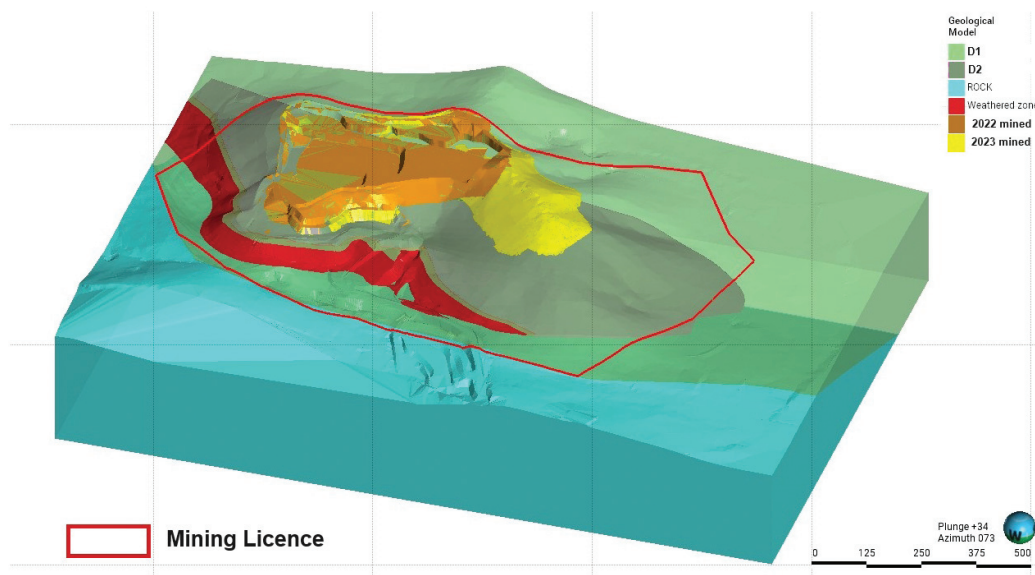 Geological
Model
D1
D2
ROCK
Weathered zone
2022 mined
2023 mined
Mining Licence
Plunge +34
Azimuth 073
W
0 125 250 375 500